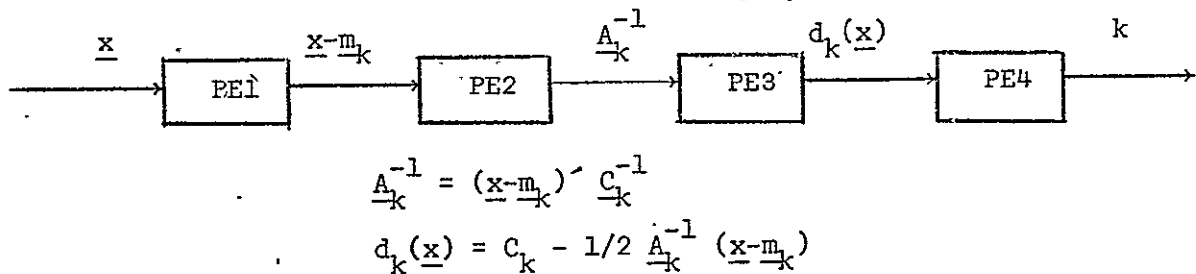 x x-m_k A_k^-1 d_k(x) k
PE1 PE2 PE3 PE4
A_k^-1 = (x-m_k)′ C_k^-1
d_k(x) = C_k - 1/2 A_k^-1 (x-m_k)